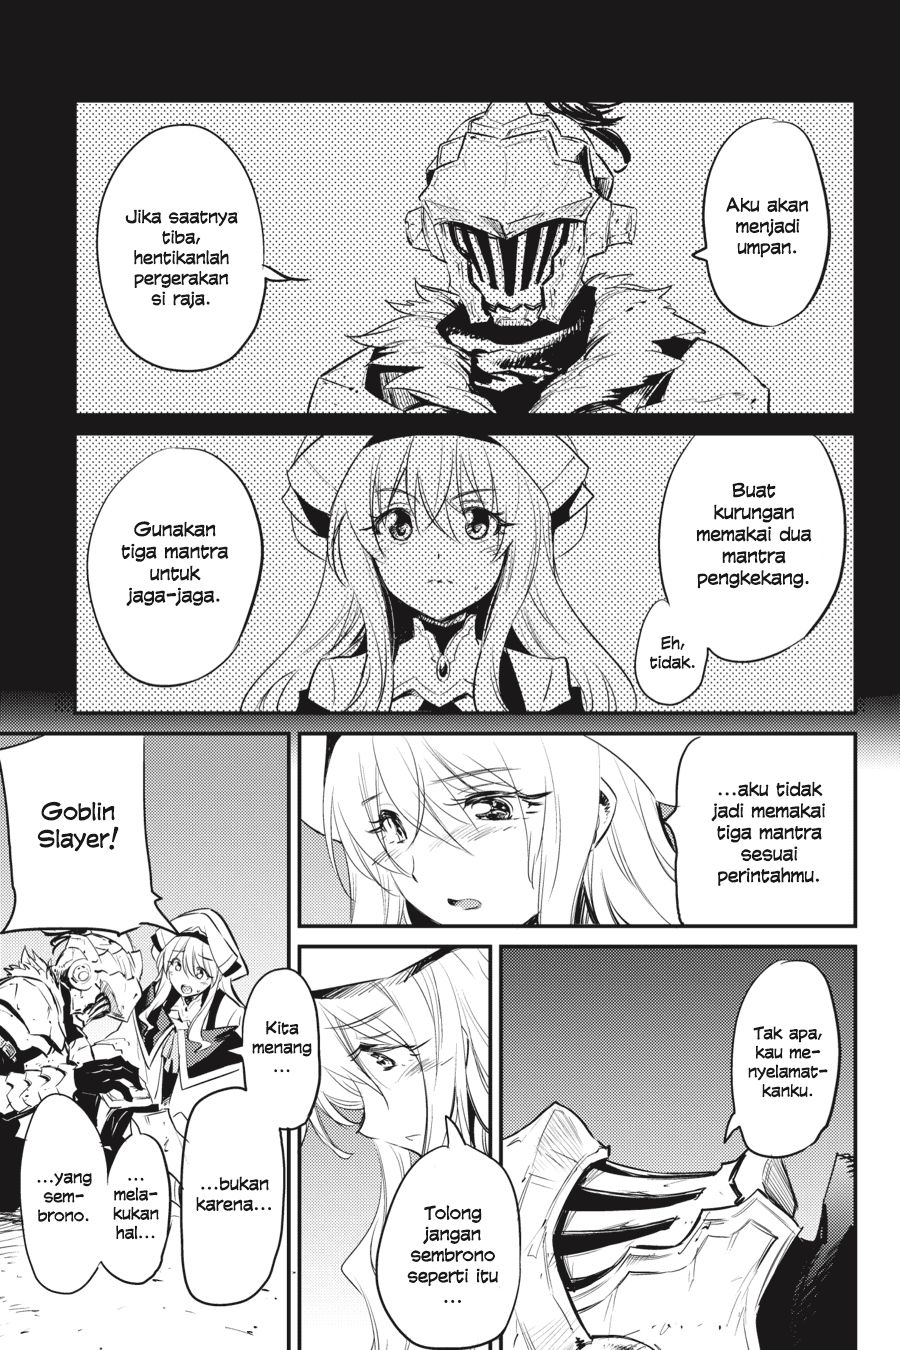 Aku akan
menjadi
umpan.
Jika saatnya
tiba,
hentikanlah
pergerakan
si raja.
Buat
kurungan
memakai dua
mantra
pengkekang.
Eh,
tidak.
Gunakan
tiga mantra
untuk
jaga-jaga.
...aku tidak
jadi memakai
tiga mantra
sesuai
perintahmu.
Goblin
Slayer!
Tak apa,
kau me-
nyelamat-
kanku.
Tolong
jangan
sembrono
seperti itu
...
Kita
menang
...
...bukan
karena...
...
mela-
kukan
hal...
...yang
sem-
brono.